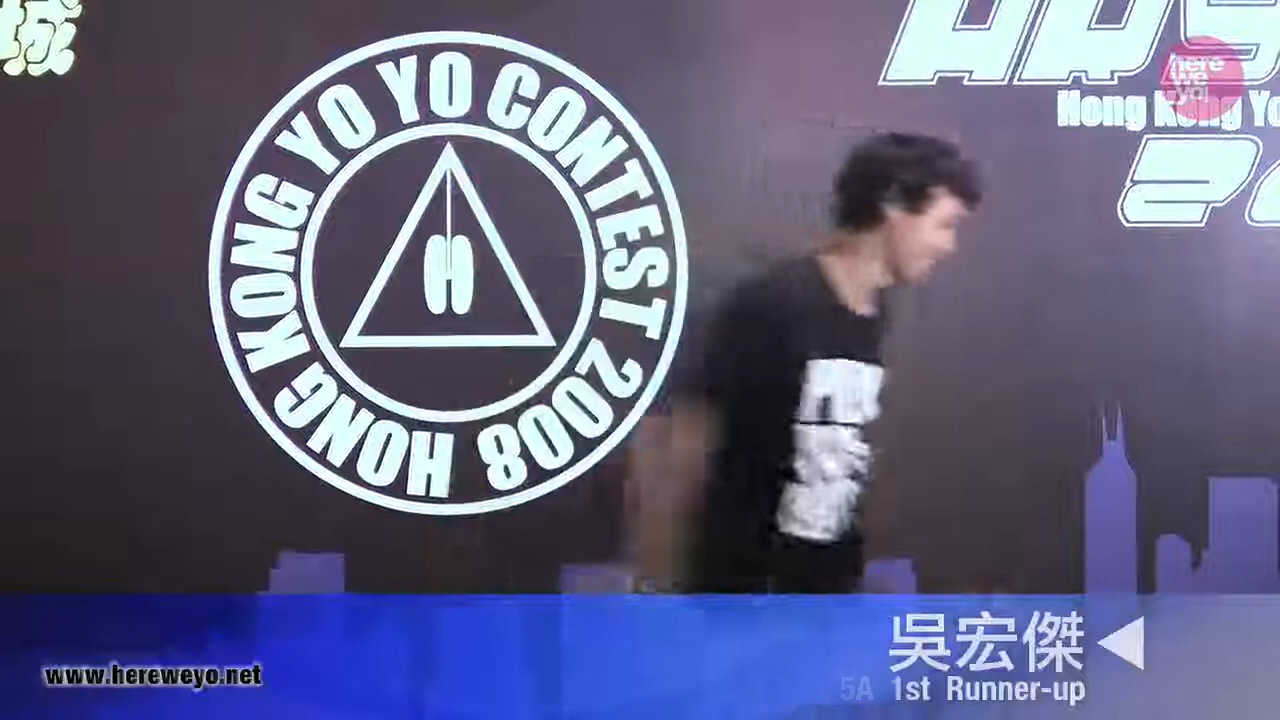 城
HONG KONG YO YO CONTEST 2008
H
here
we
yo!
Hong Kong Yo
吳宏傑
5A 1st Runner-up
www.hereweyo.net